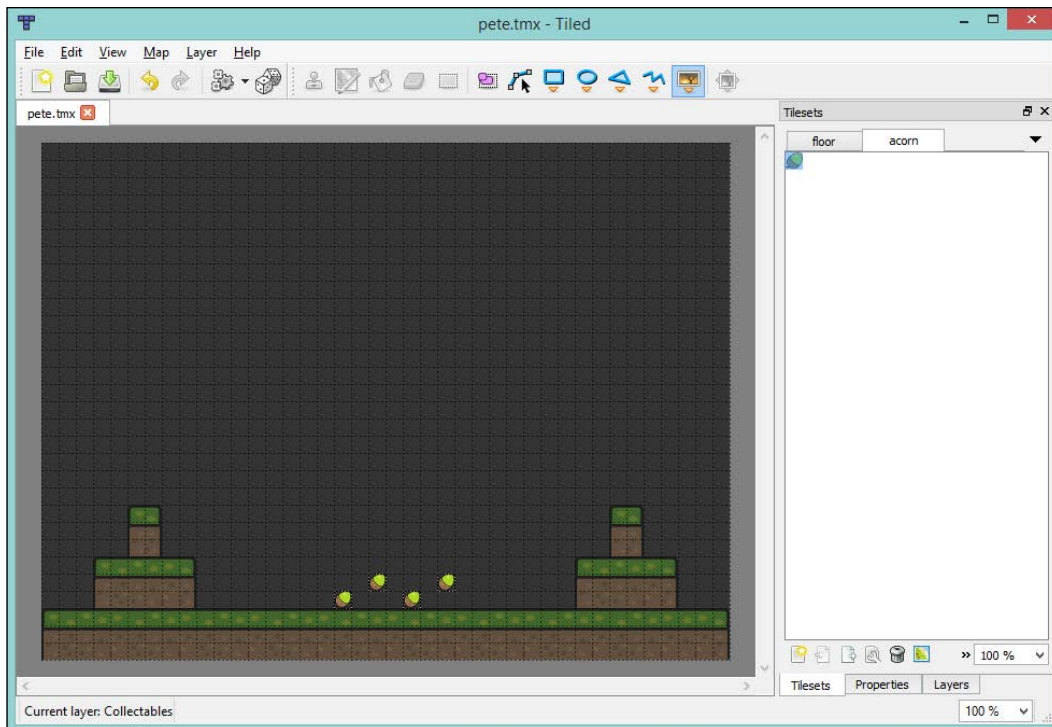 pete.tmx - Tiled
File Edit View Map Layer Help
pete.tmx
Tilesets
floor acorn
» 100 %
Tilesets Properties Layers
Current layer: Collectables
100 %